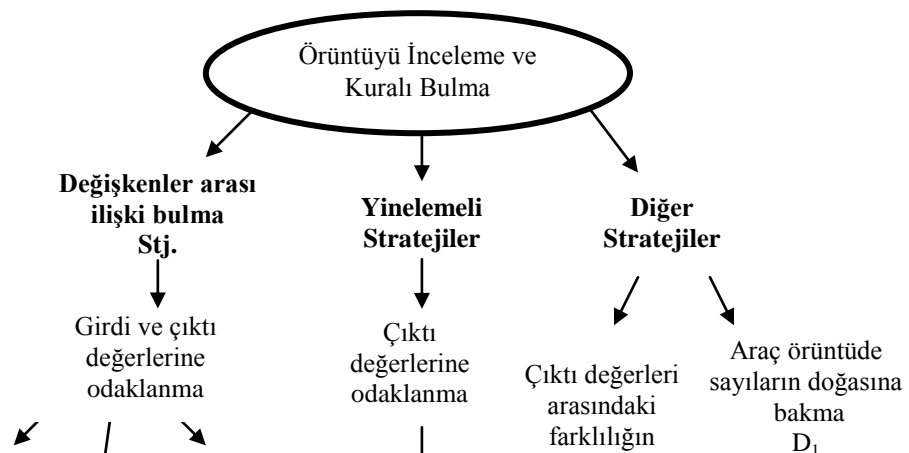 Örüntüyü İnceleme ve
Kuralı Bulma
Değişkenler arası
ilişki bulma
Stj.
Yinelemeli
Stratejiler
Diğer
Stratejiler
Girdi ve çıktı
değerlerine
odaklanma
Çıktı
değerlerine
odaklanma
Çıktı değerleri
arasındaki
farklılığın
Araç örüntüde
sayıların doğasına
bakma
D₁